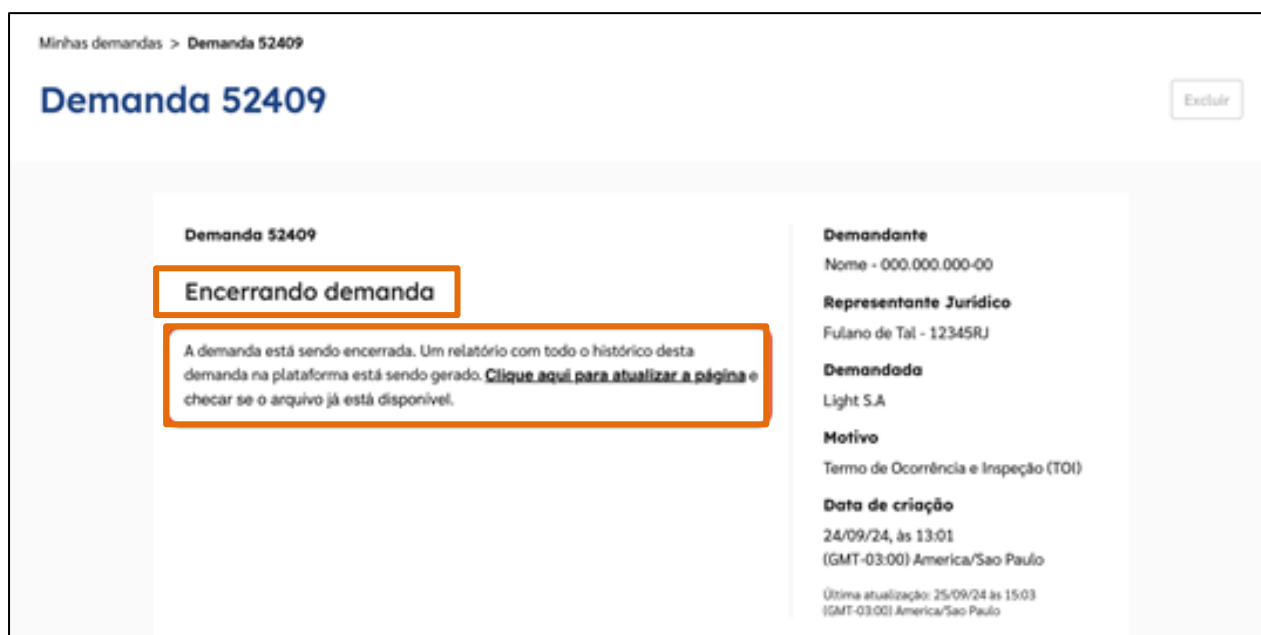 Minhas demandas > Demanda 52409
Demanda 52409
Excluir
Demanda 52409
Encerrando demanda
A demanda está sendo encerrada. Um relatório com todo o histórico desta
demanda na plataforma está sendo gerado. Clique aqui para atualizar a página e
checar se o arquivo já está disponível.
Demandante
Nome - 000.000.000-00
Representante Jurídico
Fulano de Tal - 12345RJ
Demandada
Light S.A
Motivo
Termo de Ocorrência e Inspeção (TOI)
Data de criação
24/09/24, às 13:01
(GMT-03:00) America/Sao Paulo
Última atualização: 25/09/24 às 15:03
(GMT-03:00) America/Sao Paulo